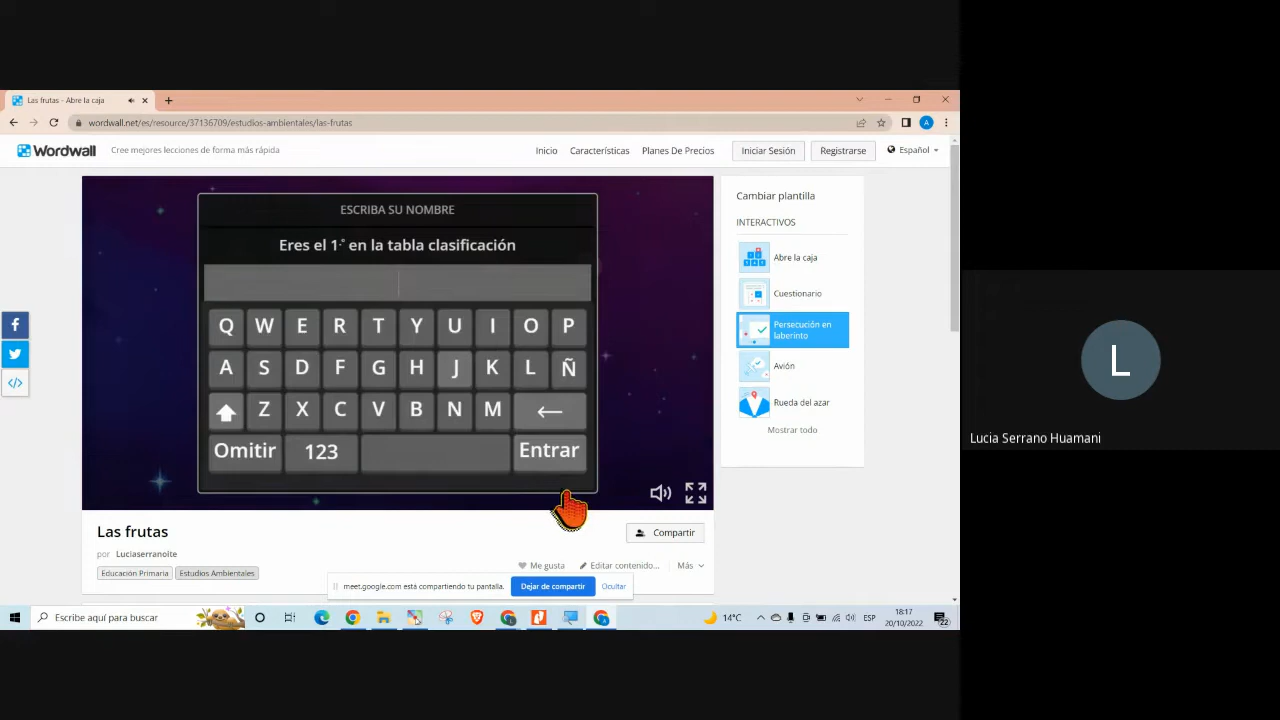 Las frutas - Abre la caja
wordwall.net/es/resource/37136709/estudios-ambientales/las-frutas
A
Wordwall
Cree mejores lecciones de forma más rápida
Inicio
Características
Planes De Precios
Iniciar Sesión
Registrarse
Español
ESCRIBA SU NOMBRE
Eres el 1.º en la tabla clasificación
Q W E R T Y U I O P
A S D F G H J K L Ñ
Z X C V B N M
Omitir 123 Entrar
Cambiar plantilla
INTERACTIVOS
Abre la caja
Cuestionario
Persecución en
laberinto
Avión
Rueda del azar
Mostrar todo
Las frutas
Compartir
por Luciaserranoite
Me gusta
Editar contenido...
Más
Educación Primaria
Estudios Ambientales
meet.google.com está compartiendo tu pantalla.
Dejar de compartir
Ocultar
Escribe aquí para buscar
14°C
ESP
18:17
20/10/2022
22
L
Lucia Serrano Huamani